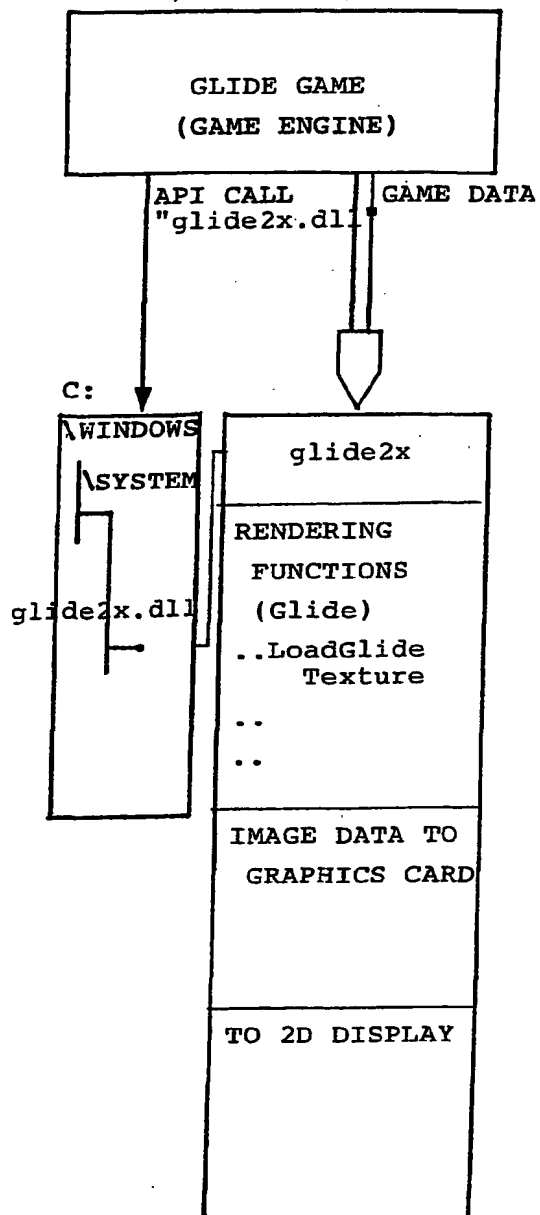 GLIDE GAME
(GAME ENGINE)
API CALL
"glide2x.dll
GAME DATA
C:
\WINDOWS
\SYSTEM
glide2x.dll
glide2x
RENDERING
FUNCTIONS
(Glide)
..LoadGlide
Texture
..
..
IMAGE DATA TO
GRAPHICS CARD
TO 2D DISPLAY